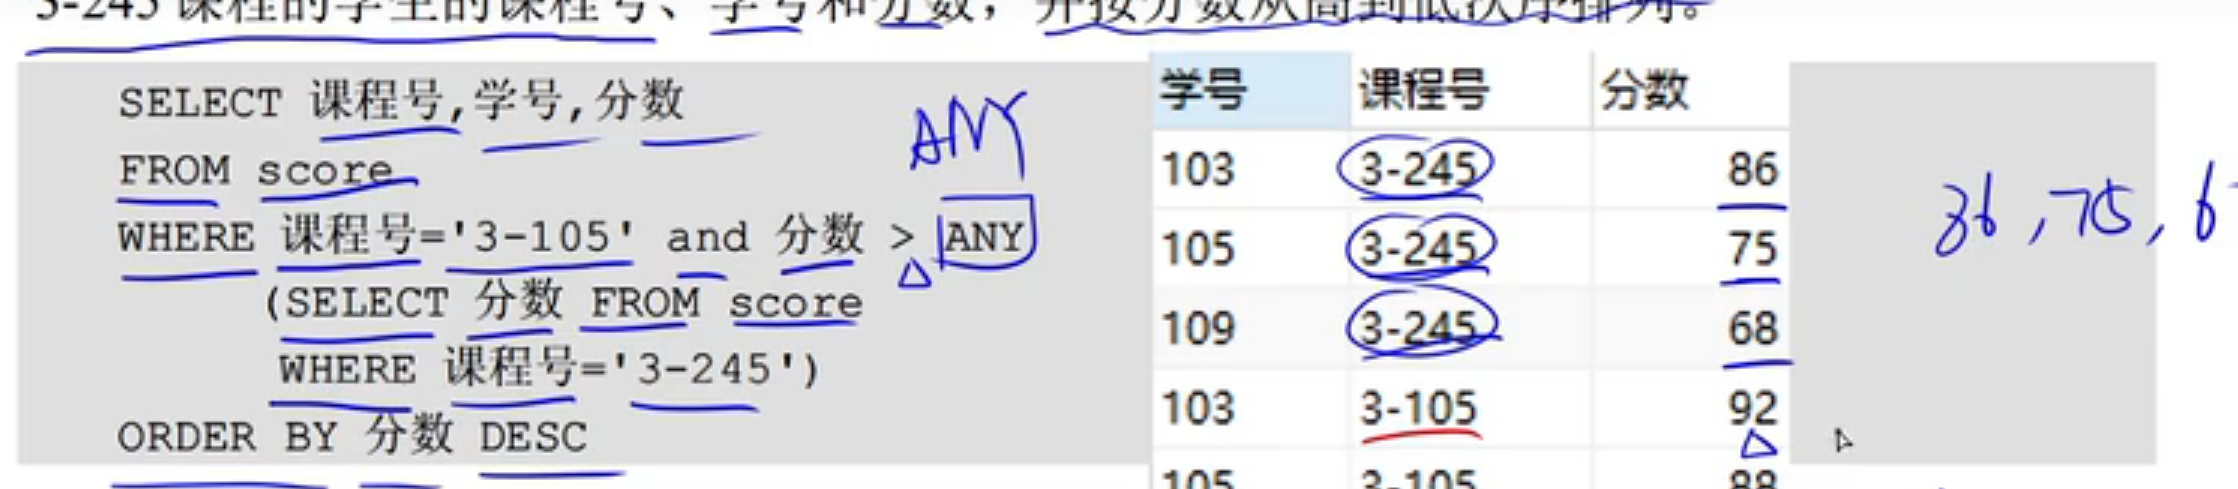 3-245 课程的学生的课程号、学号和分数，并按分数从高到低次序排列。
SELECT 课程号,学号,分数
FROM score
WHERE 课程号='3-105' and 分数 > ANY
(SELECT 分数 FROM score
WHERE 课程号='3-245')
ORDER BY 分数 DESC
ANY
学号 课程号 分数
103 3-245 86
105 3-245 75
109 3-245 68
103 3-105 92
105 3-105 88
86,75,6